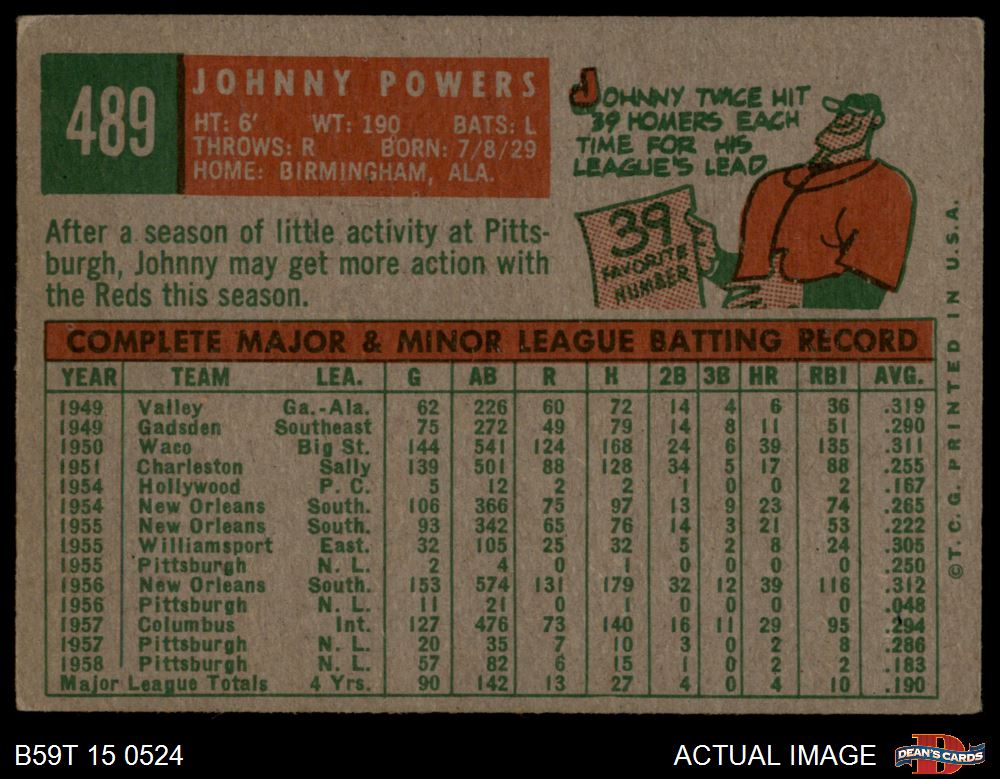 489
JOHNNY POWERS
HT: 6' WT: 190 BATS: L
THROWS: R BORN: 7/8/29
HOME: BIRMINGHAM, ALA.
JOHNNY TWICE HIT
39 HOMERS EACH
TIME FOR HIS
LEAGUE'S LEAD
39
FAVORITE
NUMBER
After a season of little activity at Pitts-
burgh, Johnny may get more action with
the Reds this season.
COMPLETE MAJOR & MINOR LEAGUE BATTING RECORD
YEAR TEAM LEA. G AB R H 2B 3B HR RBI AVG.
1949 Valley Ga.-Ala. 62 226 60 72 14 4 6 36 .319
1949 Gadsden Southeast 75 272 49 79 14 8 11 51 .290
1950 Waco Big St. 144 541 124 168 24 6 39 135 .311
1951 Charleston Sally 139 501 88 128 34 5 17 88 .255
1954 Hollywood P. C. 5 12 2 2 1 0 0 2 .167
1954 New Orleans South. 106 366 75 97 13 9 23 74 .265
1955 New Orleans South. 93 342 65 76 14 3 21 53 .222
1955 Williamsport East. 32 105 25 32 5 2 8 24 .305
1955 Pittsburgh N. L. 2 4 0 1 0 0 0 0 .250
1956 New Orleans South. 153 574 131 179 32 12 39 116 .312
1956 Pittsburgh N. L. 11 21 0 1 0 0 0 0 .048
1957 Columbus Int. 127 476 73 140 16 11 29 95 .294
1957 Pittsburgh N. L. 20 35 7 10 3 0 2 8 .286
1958 Pittsburgh N. L. 57 82 6 15 1 0 2 2 .183
Major League Totals 4 Yrs. 90 142 13 27 4 0 4 10 .190
© T. C. G. PRINTED IN U.S.A.
B59T 15 0524
ACTUAL IMAGE
DEAN'S CARDS